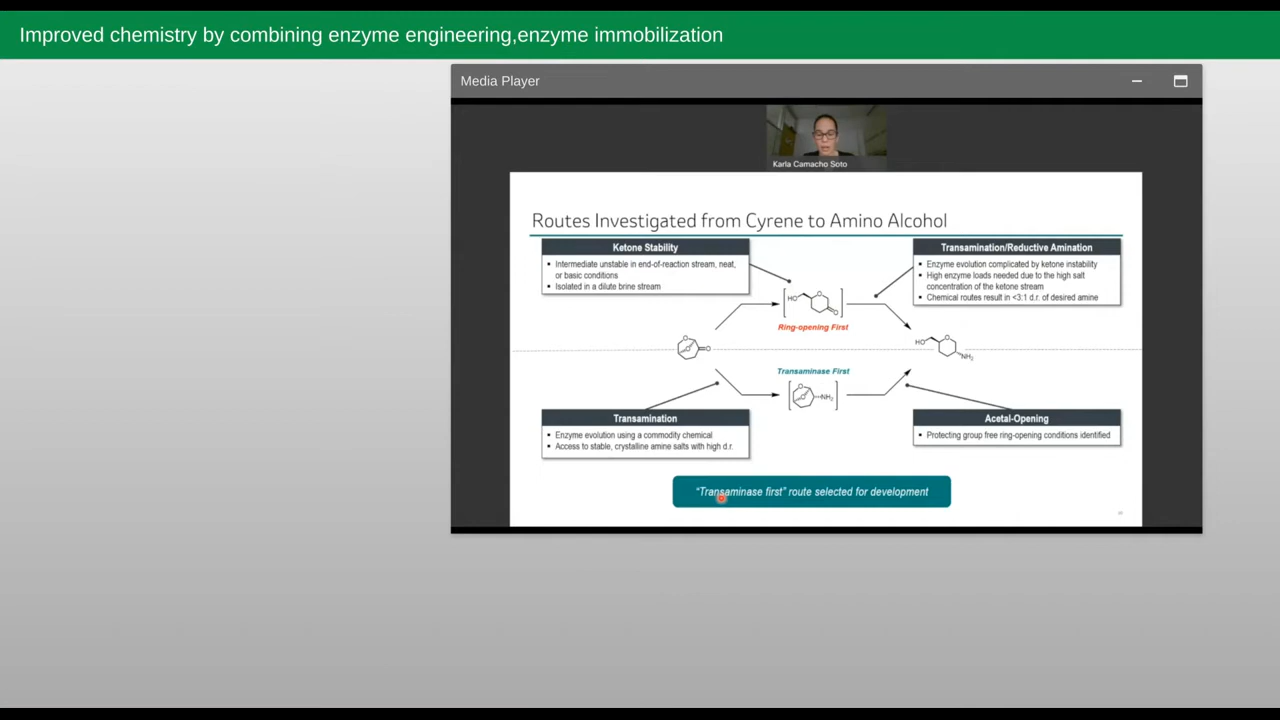 Improved chemistry by combining enzyme engineering,enzyme immobilization
Media Player
Karla Camacho Soto
Routes Investigated from Cyrene to Amino Alcohol
Ketone Stability
• Intermediate unstable in end-of-reaction stream, neat,
or basic conditions
• Isolated in a dilute brine stream
Transamination/Reductive Amination
• Enzyme evolution complicated by ketone instability
• High enzyme loads needed due to the high salt
concentration of the ketone stream
• Chemical routes result in <3:1 d.r. of desired amine
HO
O
O
Ring-opening First
O
O
O
HO
O
NH2
Transaminase First
O
O
NH2
Transamination
• Enzyme evolution using a commodity chemical
• Access to stable, crystalline amine salts with high d.r.
Acetal-Opening
• Protecting group free ring-opening conditions identified
"Transaminase first" route selected for development